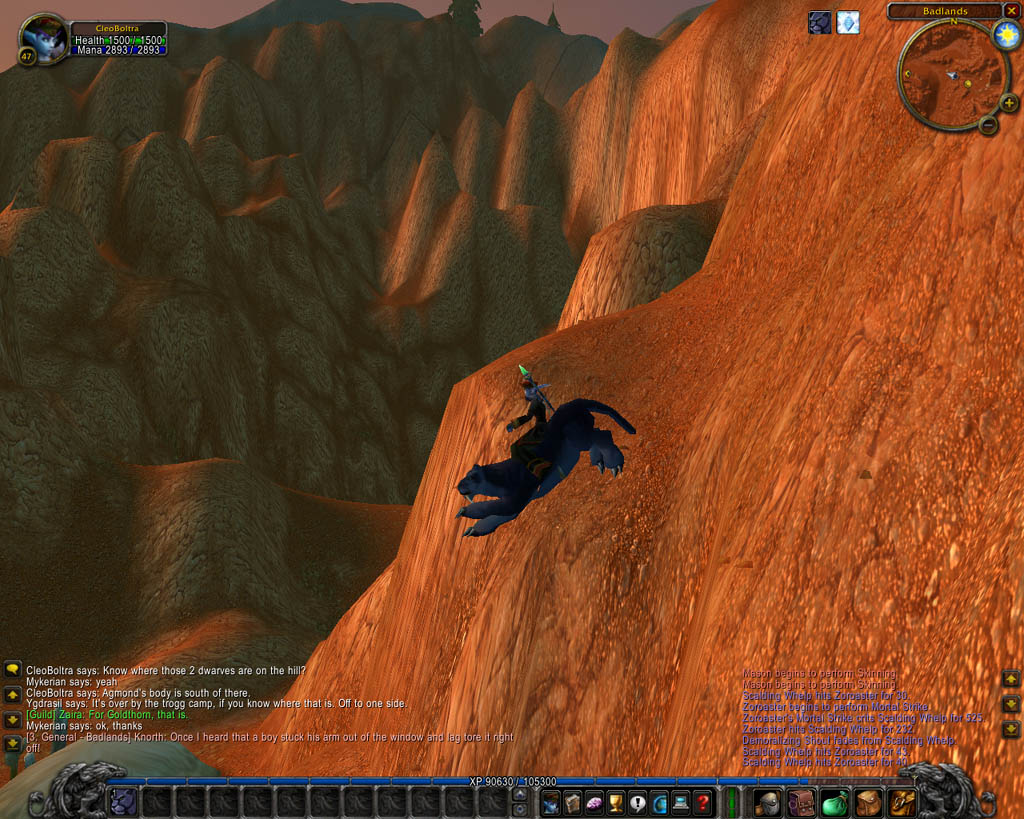 CleoBoltra
Health 1500 / 1500
Mana 2893 / 2893
47
Badlands
N
CleoBoltra says: Know where those 2 dwarves are on the hill?
Mykerian says: yeah
CleoBoltra says: Agmond's body is south of there.
Ygdrasil says: It's over by the trogg camp, if you know where that is. Off to one side.
[Guild] Zaira: For Goldthorn, that is.
Mykerian says: ok, thanks
[3. General - Badlands] Knorth: Once I heard that a boy stuck his arm out of the window and lag tore it right
off!
Mason begins to perform Skinning.
Mason begins to perform Skinning.
Scalding Whelp hits Zoroaster for 30.
Zoroaster begins to perform Mortal Strike.
Zoroaster's Mortal Strike crits Scalding Whelp for 525.
Zoroaster hits Scalding Whelp for 232.
Demoralizing Shout fades from Scalding Whelp.
Scalding Whelp hits Zoroaster for 43.
Scalding Whelp hits Zoroaster for 40.
XP 90630 / 105300